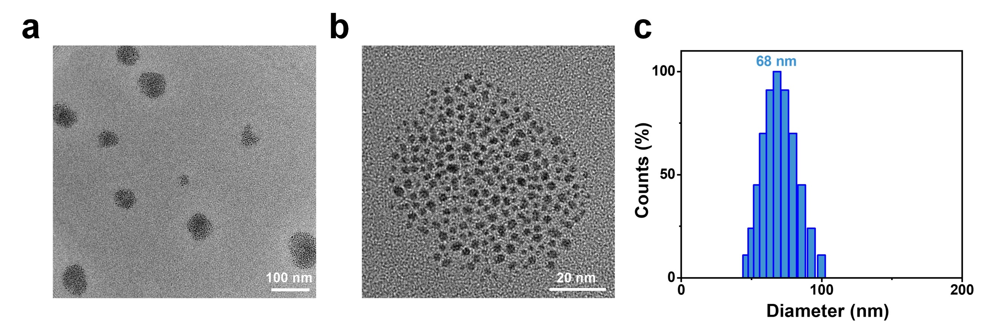 a
b
c
100 nm
20 nm
68 nm
100
50
0
0
100
200
Counts (%)
Diameter (nm)